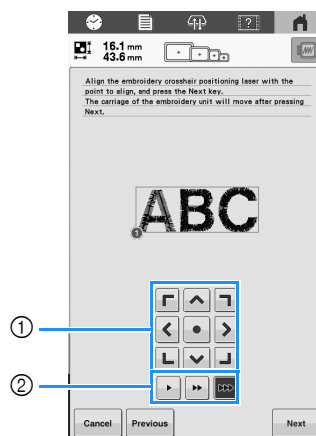 ?
16.1 mm
43.6 mm
Align the embroidery crosshair positioning laser with the
point to align, and press the Next key.
The carriage of the embroidery unit will move after pressing
Next.
ABC
1
①
②
Cancel Previous Next